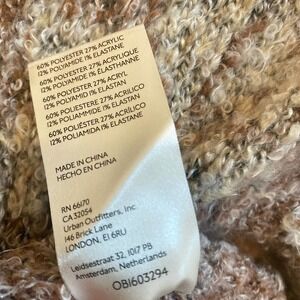 60% POLYESTER 27% ACRYLIC
12% POLYAMIDE 1% ELASTANE
60% POLYESTER 27% ACRYLIQUE
12% POLYAMIDE 1% ÉLASTHANNE
60% POLYESTER 27% ACRYL
12% POLYAMID 1% ELASTAN
60% POLIESTERE 27% ACRILICO
12% POLIAMMIDE 1% ELASTAN
60% POLIÉSTER 27% ACRÍLICO
12% POLIAMIDA 1% ELASTANO
MADE IN CHINA
HECHO EN CHINA
RN 66170
CA 32054
Urban Outfitters, Inc
146 Brick Lane
LONDON, E1 6RU
Leidsestraat 32, 1017 PB
Amsterdam, Netherlands
OB1603294